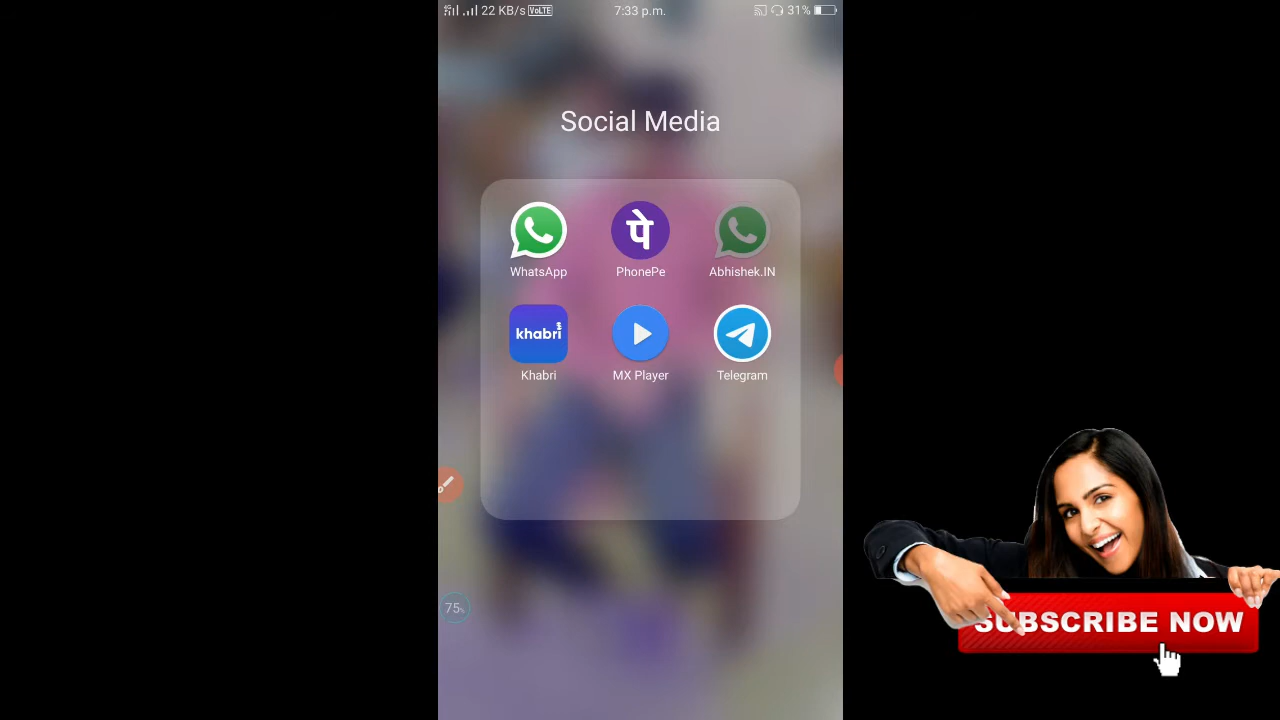 22 KB/s VoLTE 7:33 p.m. 31%
Social Media
पे
WhatsApp PhonePe Abhishek.IN
khabri
Khabri MX Player Telegram
75%
SUBSCRIBE NOW